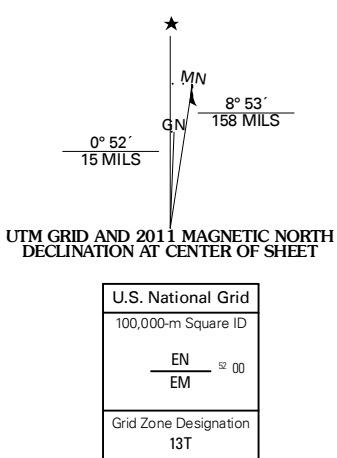 ★
MN
8° 53´
158 MILS
GN
0° 52´
15 MILS
UTM GRID AND 2011 MAGNETIC NORTH
DECLINATION AT CENTER OF SHEET
U.S. National Grid
100,000-m Square ID
EN
52 00
EM
Grid Zone Designation
13T